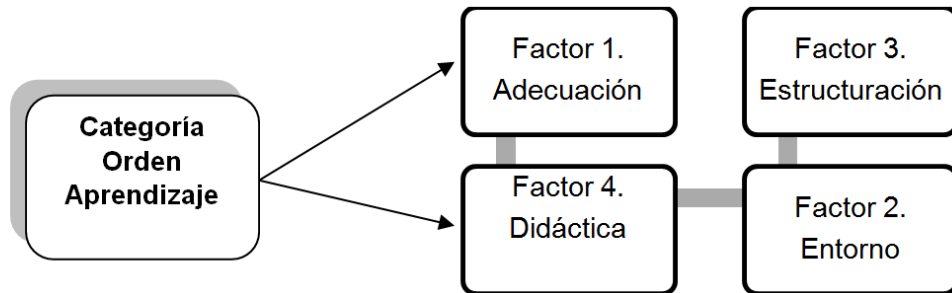 Categoría
Orden
Aprendizaje
Factor 1.
Adecuación
Factor 3.
Estructuración
Factor 4.
Didáctica
Factor 2.
Entorno